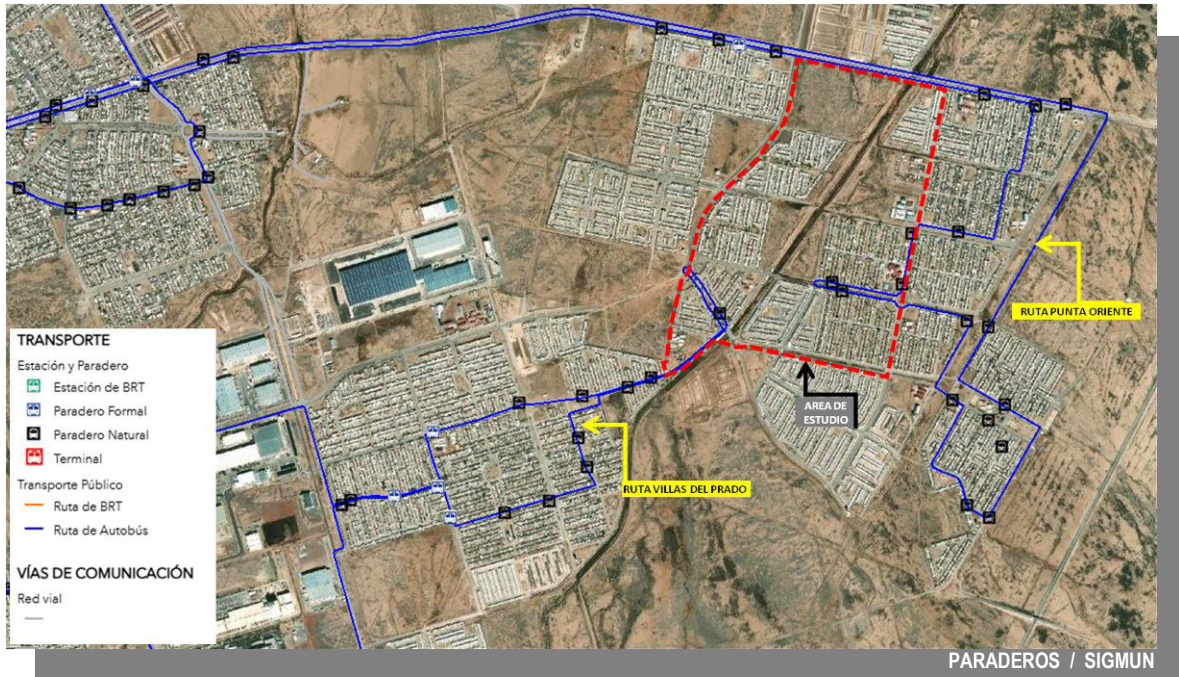 RUTA PUNTA ORIENTE
AREA DE
ESTUDIO
RUTA VILLAS DEL PRADO
TRANSPORTE
Estación y Paradero
Estación de BRT
Paradero Formal
Paradero Natural
Terminal
Transporte Público
Ruta de BRT
Ruta de Autobús
VÍAS DE COMUNICACIÓN
Red vial
PARADEROS / SIGMUN